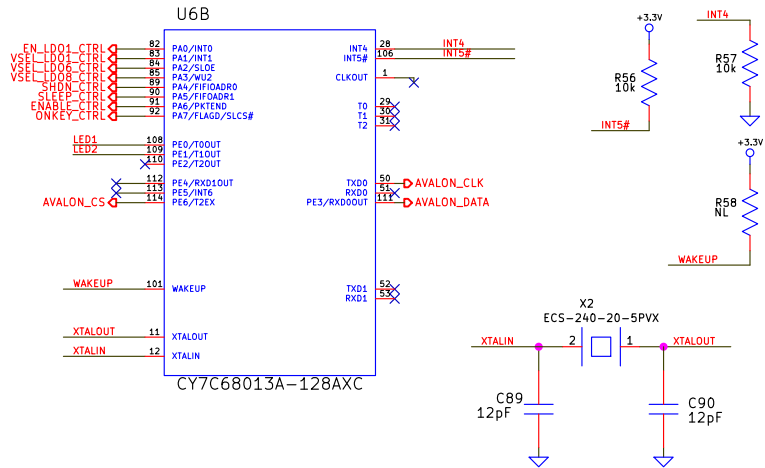 U6B
EN_LDO1_CTRL 82 PA0/INT0
VSEL_LDO1_CTRL 83 PA1/INT1
VSEL_LDO6_CTRL 84 PA2/SLOE
VSEL_LDO8_CTRL 85 PA3/WU2
SHDN_CTRL 89 PA4/FIFOADR0
SLEEP_CTRL 90 PA5/FIFOADR1
ENABLE_CTRL 91 PA6/PKTEND
ONKEY_CTRL 92 PA7/FLAGD/SLCS#
LED1 108 PE0/T0OUT
LED2 109 PE1/T1OUT
110 PE2/T2OUT
112 PE4/RXD1OUT
113 PE5/INT6
AVALON_CS 114 PE6/T2EX
WAKEUP 101 WAKEUP
XTALOUT 11 XTALOUT
XTALIN 12 XTALIN
INT4 28 INT4
INT5# 106 INT5#
CLKOUT 1
T0 29
T1 30
T2 31
TXD0 50 AVALON_CLK
RXD0 51
PE3/RXD0OUT 111 AVALON_DATA
TXD1 52
RXD1 53
CY7C68013A-128AXC
+3.3V
R56
10k
INT5#
INT4
R57
10k
+3.3V
R58
NL
WAKEUP
X2
ECS-240-20-5PVX
XTALIN 2 1 XTALOUT
C89
12pF
C90
12pF